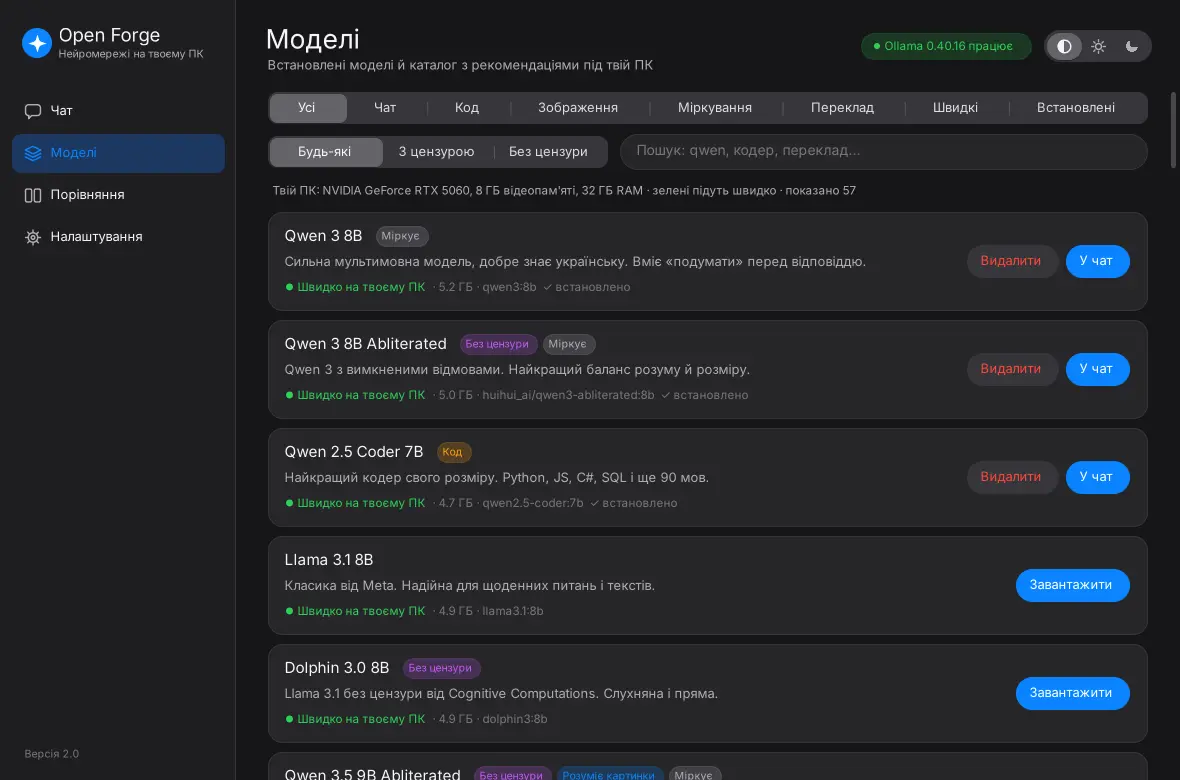 Open Forge
Нейромережі на твоєму ПК
Чат
Моделі
Порівняння
Налаштування
Версія 2.0
Моделі
Встановлені моделі й каталог з рекомендаціями під твій ПК
Ollama 0.40.16 працює
Усі Чат Код Зображення Міркування Переклад Швидкі Встановлені
Будь-які З цензурою Без цензури
Пошук: qwen, кодер, переклад...
Твій ПК: NVIDIA GeForce RTX 5060, 8 ГБ відеопам'яті, 32 ГБ RAM · зелені підуть швидко · показано 57
Qwen 3 8B Міркує
Сильна мультимовна модель, добре знає українську. Вміє «подумати» перед відповіддю.
● Швидко на твоєму ПК · 5.2 ГБ · qwen3:8b ✓ встановлено
Видалити У чат
Qwen 3 8B Abliterated Без цензури Міркує
Qwen 3 з вимкненими відмовами. Найкращий баланс розуму й розміру.
● Швидко на твоєму ПК · 5.0 ГБ · huihui_ai/qwen3-abliterated:8b ✓ встановлено
Видалити У чат
Qwen 2.5 Coder 7B Код
Найкращий кодер свого розміру. Python, JS, C#, SQL і ще 90 мов.
● Швидко на твоєму ПК · 4.7 ГБ · qwen2.5-coder:7b ✓ встановлено
Видалити У чат
Llama 3.1 8B
Класика від Meta. Надійна для щоденних питань і текстів.
● Швидко на твоєму ПК · 4.9 ГБ · llama3.1:8b
Завантажити
Dolphin 3.0 8B Без цензури
Llama 3.1 без цензури від Cognitive Computations. Слухняна і пряма.
● Швидко на твоєму ПК · 4.9 ГБ · dolphin3:8b
Завантажити
Qwen 3.5 9B Abliterated Без цензури Розуміє картинки Міркує